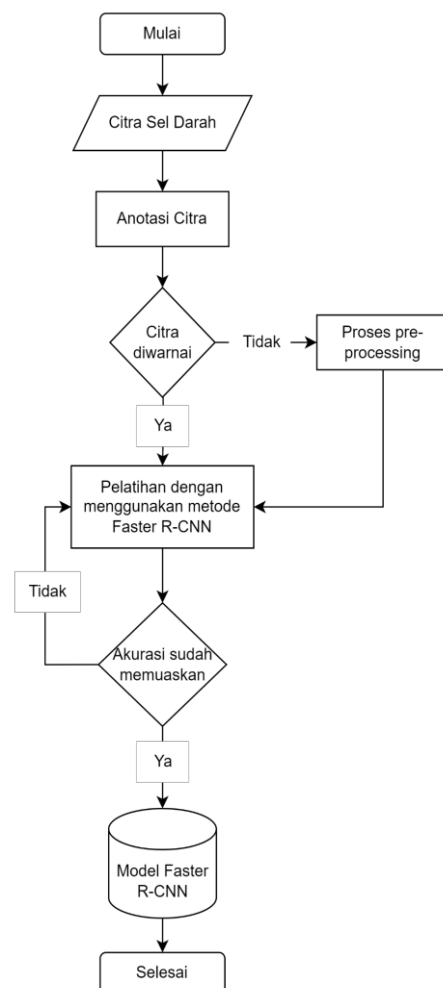 Mulai
Citra Sel Darah
Anotasi Citra
Citra
diwarnai
Tidak
Proses pre-
processing
Ya
Pelatihan dengan
menggunakan metode
Faster R-CNN
Tidak
Akurasi sudah
memuaskan
Ya
Model Faster
R-CNN
Selesai